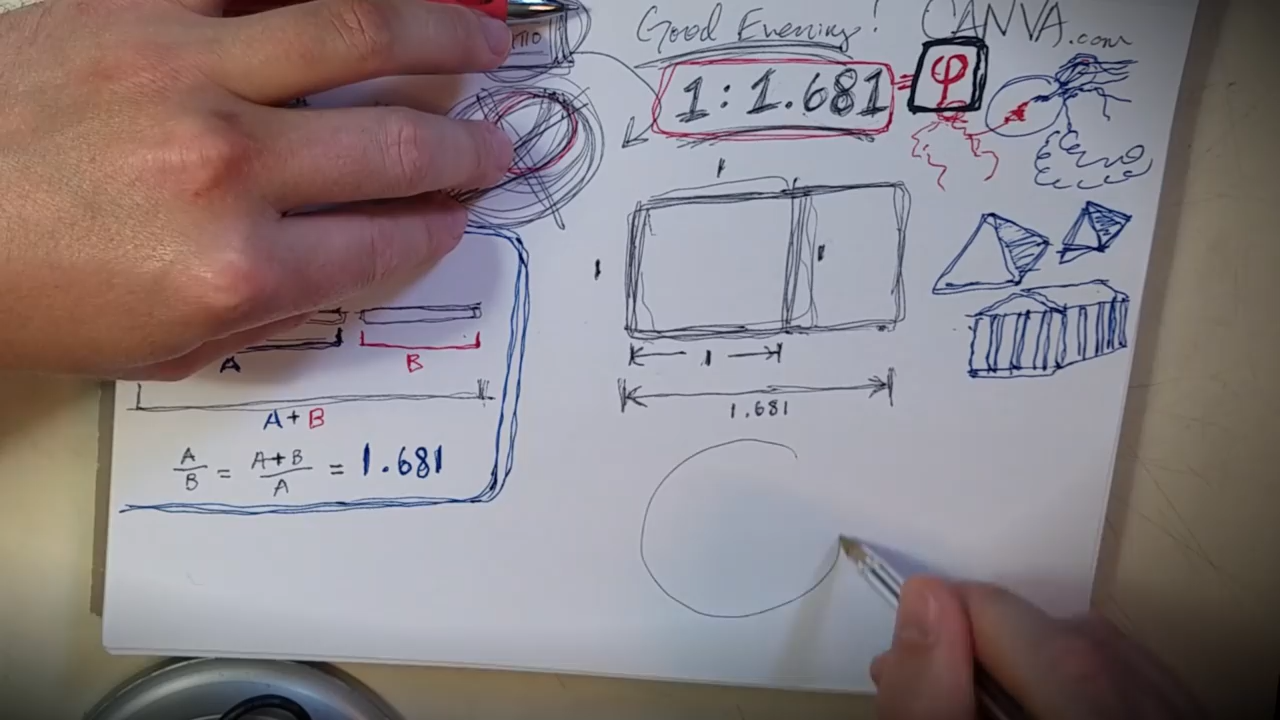 Good Evening! CANVA.com
1 : 1.681 = φ
1
1
1
1
1.681
A B
A + B
A/B = A+B/A = 1.681